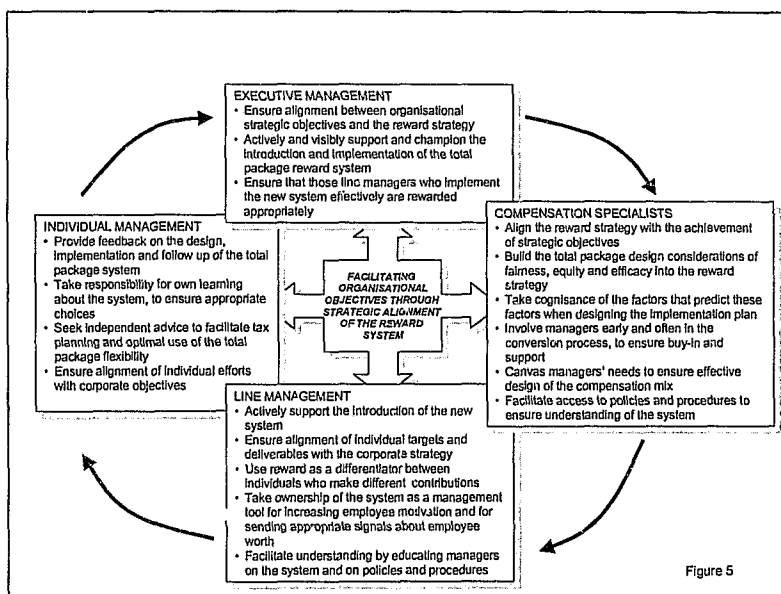 EXECUTIVE MANAGEMENT
• Ensure alignment between organisational
strategic objectives and the reward strategy
• Actively and visibly support and champion the
introduction and implementation of the total
package reward system
• Ensure that those line managers who implement
the new system effectively are rewarded
appropriately
INDIVIDUAL MANAGEMENT
• Provide feedback on the design,
implementation and follow up of the total
package system
• Take responsibility for own learning
about the system, to ensure appropriate
choices
• Seek independent advice to facilitate tax
planning and optimal use of the total
package flexibility
• Ensure alignment of individual efforts
with corporate objectives
FACILITATING
ORGANISATIONAL
OBJECTIVES THROUGH
STRATEGIC ALIGNMENT
OF THE REWARD
SYSTEM
COMPENSATION SPECIALISTS
• Align the reward strategy with the achievement
of strategic objectives
• Build the total package design considerations of
fairness, equity and efficacy into the reward
strategy
• Take cognisance of the factors that predict these
factors when designing the implementation plan
• Involve managers early and often in the
conversion process, to ensure buy-in and
support
• Canvas managers' needs to ensure effective
design of the compensation mix
• Facilitate access to policies and procedures to
ensure understanding of the system
LINE MANAGEMENT
• Actively support the introduction of the new
system
• Ensure alignment of individual targets and
deliverables with the corporate strategy
• Use reward as a differentiator between
individuals who make different contributions
• Take ownership of the system as a management
tool for increasing employee motivation and for
sending appropriate signals about employee
worth
• Facilitate understanding by educating managers
on the system and on policies and procedures
Figure 5